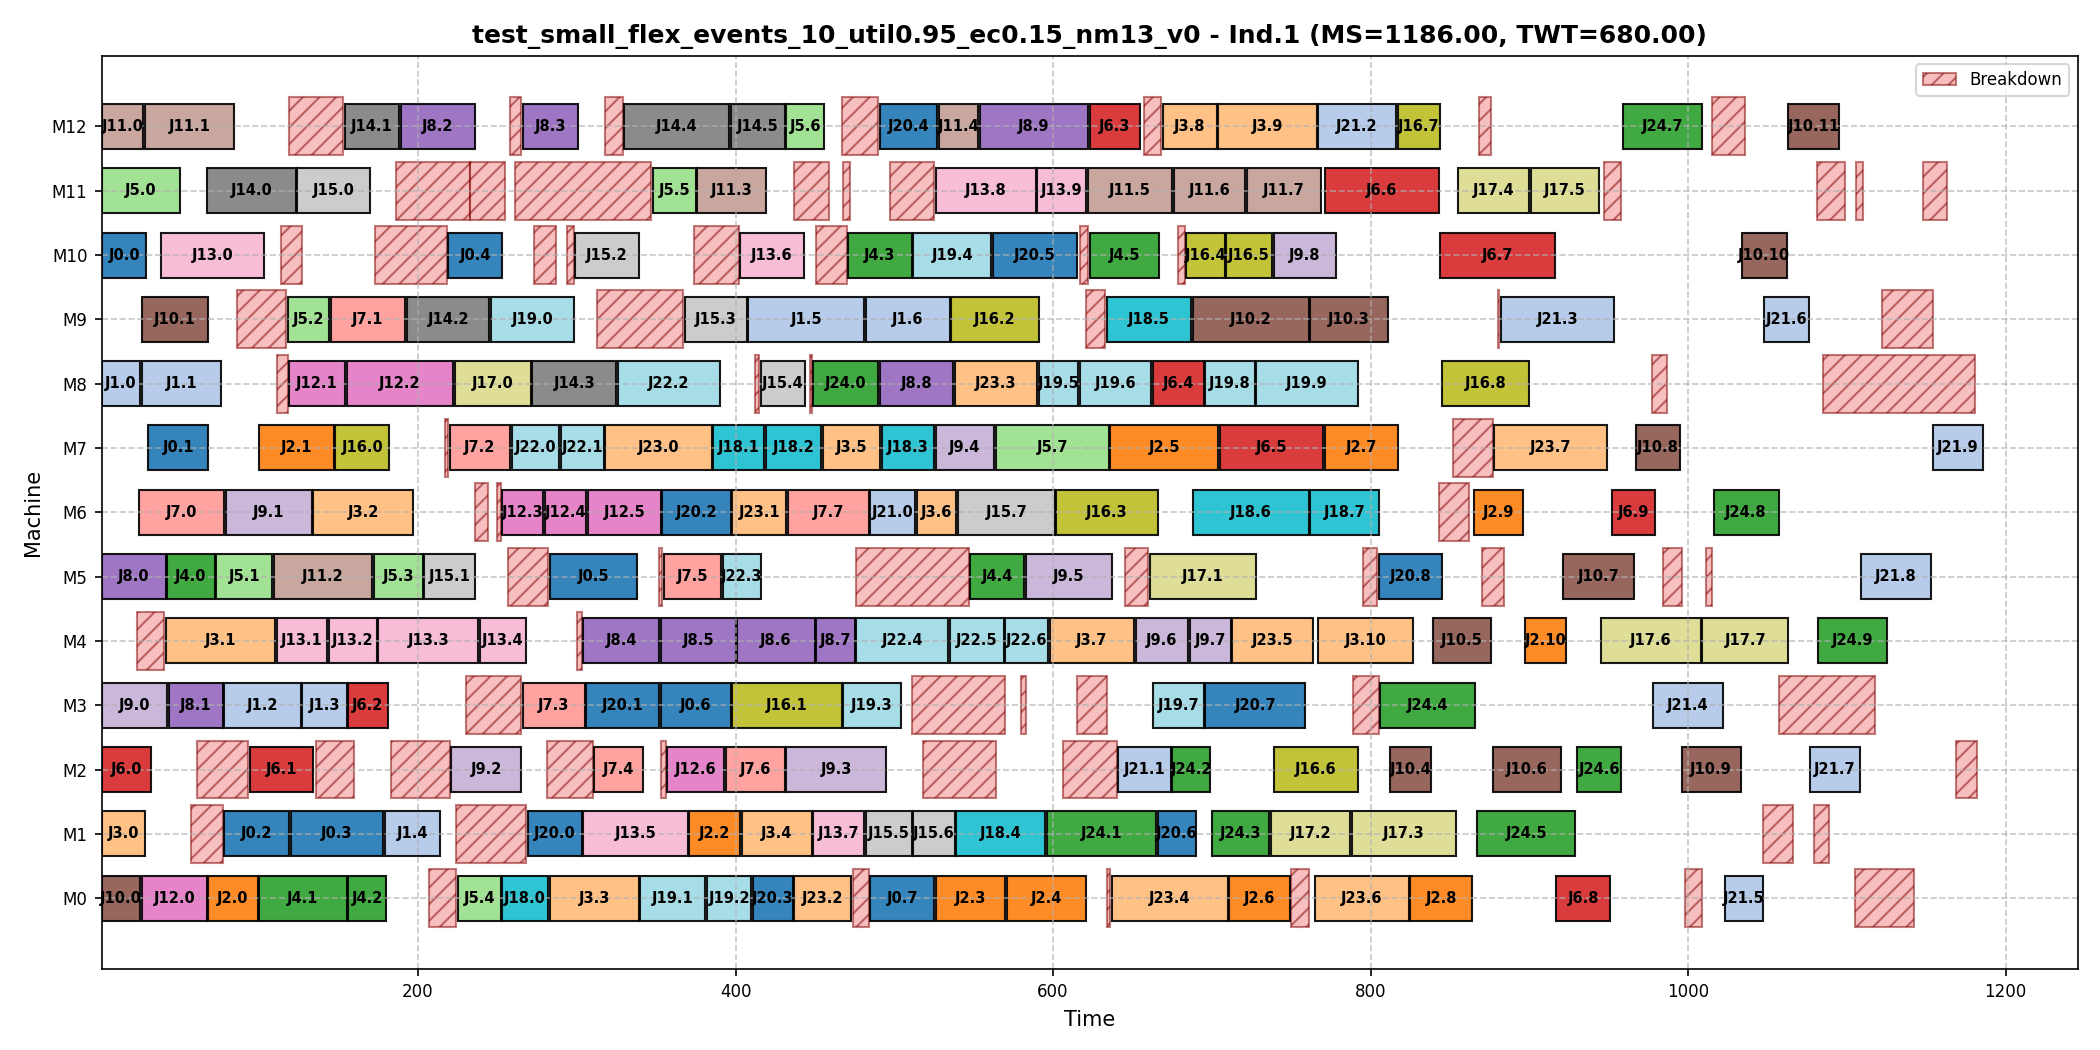 test_small_flex_events_10_util0.95_ec0.15_nm13_v0 - Ind.1 (MS=1186.00, TWT=680.00)
Breakdown
M12 J11.0 J11.1 J14.1 J8.2 J8.3 J14.4 J14.5 J5.6 J20.4 J11.4 J8.9 J6.3 J3.8 J3.9 J21.2 J16.7 J24.7 J10.11
M11 J5.0 J14.0 J15.0 J5.5 J11.3 J13.8 J13.9 J11.5 J11.6 J11.7 J6.6 J17.4 J17.5
M10 J0.0 J13.0 J0.4 J15.2 J13.6 J4.3 J19.4 J20.5 J4.5 J16.4 J16.5 J9.8 J6.7 J10.10
M9 J10.1 J5.2 J7.1 J14.2 J19.0 J15.3 J1.5 J1.6 J16.2 J18.5 J10.2 J10.3 J21.3 J21.6
M8 J1.0 J1.1 J12.1 J12.2 J17.0 J14.3 J22.2 J15.4 J24.0 J8.8 J23.3 J19.5 J19.6 J6.4 J19.8 J19.9 J16.8
M7 J0.1 J2.1 J16.0 J7.2 J22.0 J22.1 J23.0 J18.1 J18.2 J3.5 J18.3 J9.4 J5.7 J2.5 J6.5 J2.7 J23.7 J10.8 J21.9
M6 J7.0 J9.1 J3.2 J12.3 J12.4 J12.5 J20.2 J23.1 J7.7 J21.0 J3.6 J15.7 J16.3 J18.6 J18.7 J2.9 J6.9 J24.8
M5 J8.0 J4.0 J5.1 J11.2 J5.3 J15.1 J0.5 J7.5 J22.3 J4.4 J9.5 J17.1 J20.8 J10.7 J21.8
M4 J3.1 J13.1 J13.2 J13.3 J13.4 J8.4 J8.5 J8.6 J8.7 J22.4 J22.5 J22.6 J3.7 J9.6 J9.7 J23.5 J3.10 J10.5 J2.10 J17.6 J17.7 J24.9
M3 J9.0 J8.1 J1.2 J1.3 J6.2 J7.3 J20.1 J0.6 J16.1 J19.3 J19.7 J20.7 J24.4 J21.4
M2 J6.0 J6.1 J9.2 J7.4 J12.6 J7.6 J9.3 J21.1 J24.2 J16.6 J10.4 J10.6 J24.6 J10.9 J21.7
M1 J3.0 J0.2 J0.3 J1.4 J20.0 J13.5 J2.2 J3.4 J13.7 J15.5 J15.6 J18.4 J24.1 J20.6 J24.3 J17.2 J17.3 J24.5
M0 J10.0 J12.0 J2.0 J4.1 J4.2 J5.4 J18.0 J3.3 J19.1 J19.2 J20.3 J23.2 J0.7 J2.3 J2.4 J23.4 J2.6 J23.6 J2.8 J6.8 J21.5
Machine
200 400 600 800 1000 1200
Time